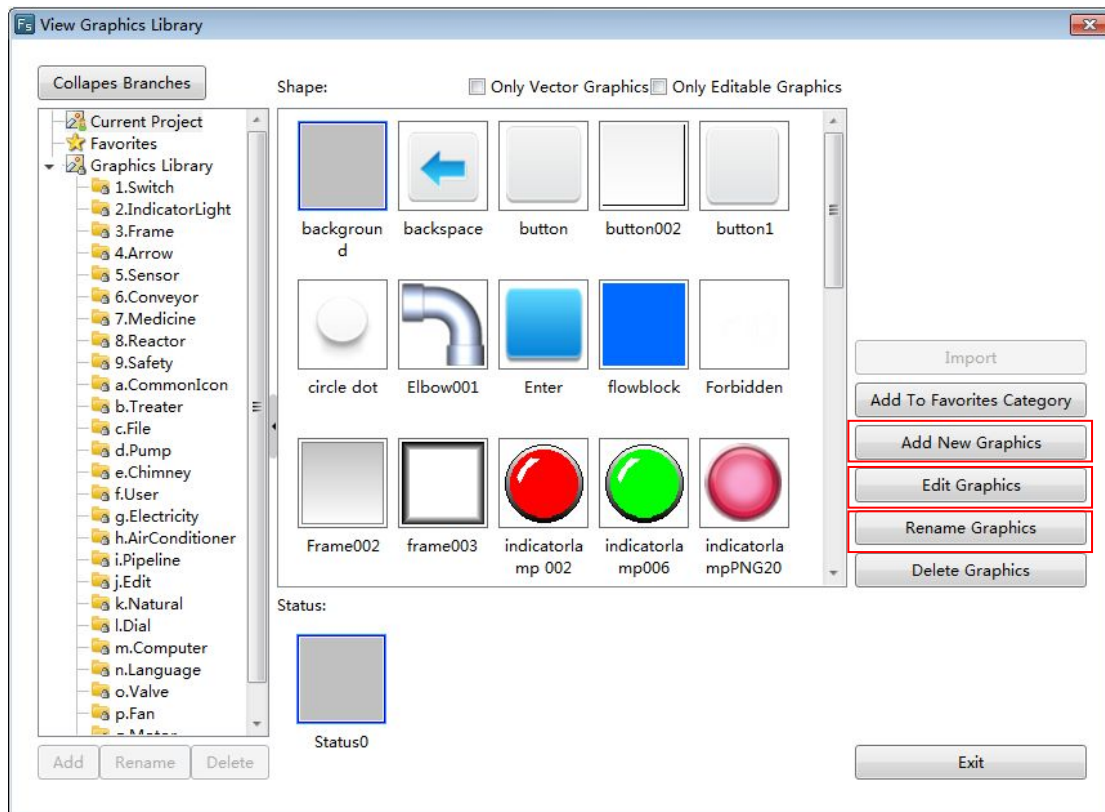 Fs View Graphics Library
Collapes Branches
Shape:
Only Vector Graphics
Only Editable Graphics
Current Project
Favorites
Graphics Library
1.Switch
2.IndicatorLight
3.Frame
4.Arrow
5.Sensor
6.Conveyor
7.Medicine
8.Reactor
9.Safety
a.CommonIcon
b.Treater
c.File
d.Pump
e.Chimney
f.User
g.Electricity
h.AirConditioner
i.Pipeline
j.Edit
k.Natural
l.Dial
m.Computer
n.Language
o.Valve
p.Fan
Add
Rename
Delete
backgroun
d
backspace
button
button002
button1
circle dot
Elbow001
Enter
flowblock
Forbidden
Frame002
frame003
indicatorla
mp 002
indicatorla
mp006
indicatorla
mpPNG20
Status:
Status0
Import
Add To Favorites Category
Add New Graphics
Edit Graphics
Rename Graphics
Delete Graphics
Exit